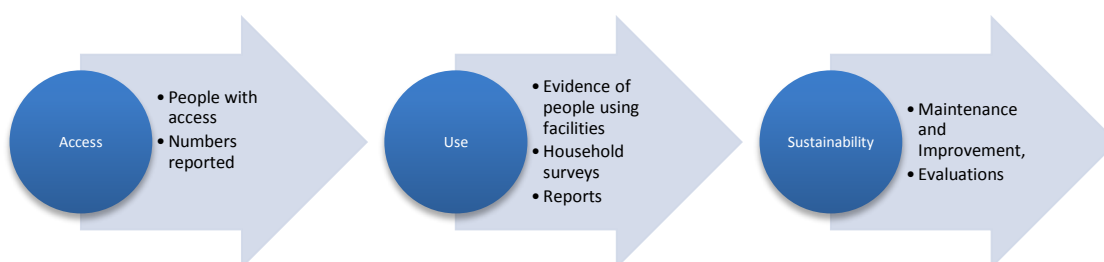 Access
• People with
access
• Numbers
reported
Use
• Evidence of
people using
facilities
• Household
surveys
• Reports
Sustainability
• Maintenance
and
Improvement,
• Evaluations